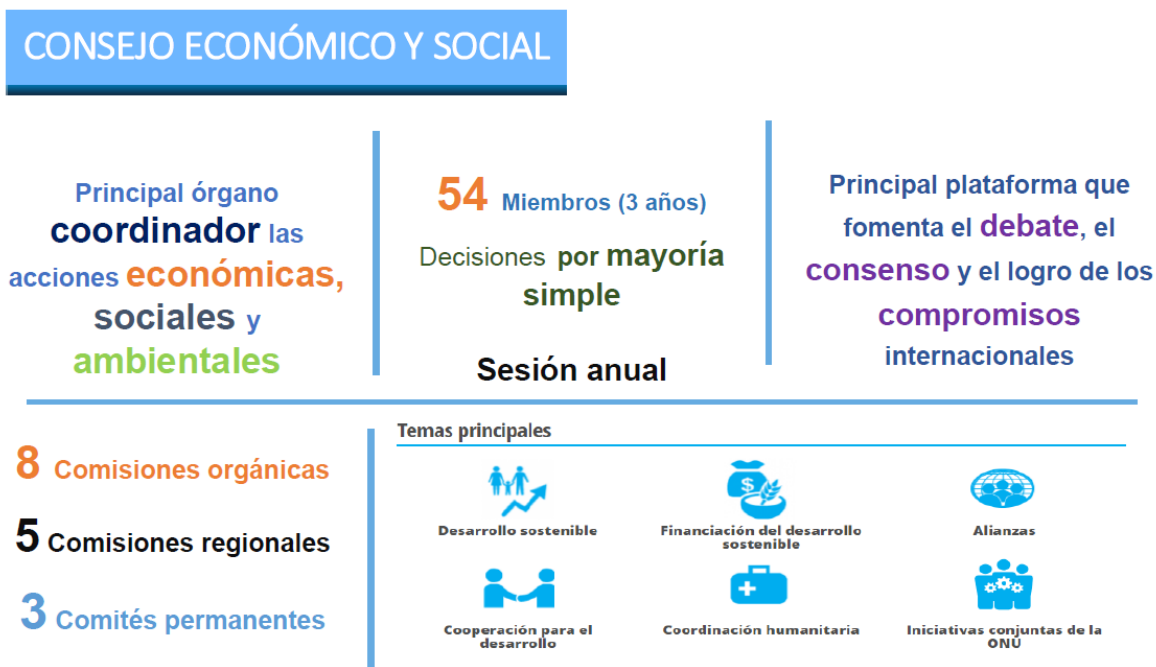 CONSEJO ECONÓMICO Y SOCIAL
Principal órgano
coordinador las
acciones económicas,
sociales y
ambientales
54 Miembros (3 años)
Decisiones por mayoría
simple
Sesión anual
Principal plataforma que
fomenta el debate, el
consenso y el logro de los
compromisos
internacionales
8 Comisiones orgánicas
5 Comisiones regionales
3 Comités permanentes
Temas principales
$
Desarrollo sostenible
Financiación del desarrollo
sostenible
Alianzas
Cooperación para el
desarrollo
Coordinación humanitaria
Iniciativas conjuntas de la
ONU